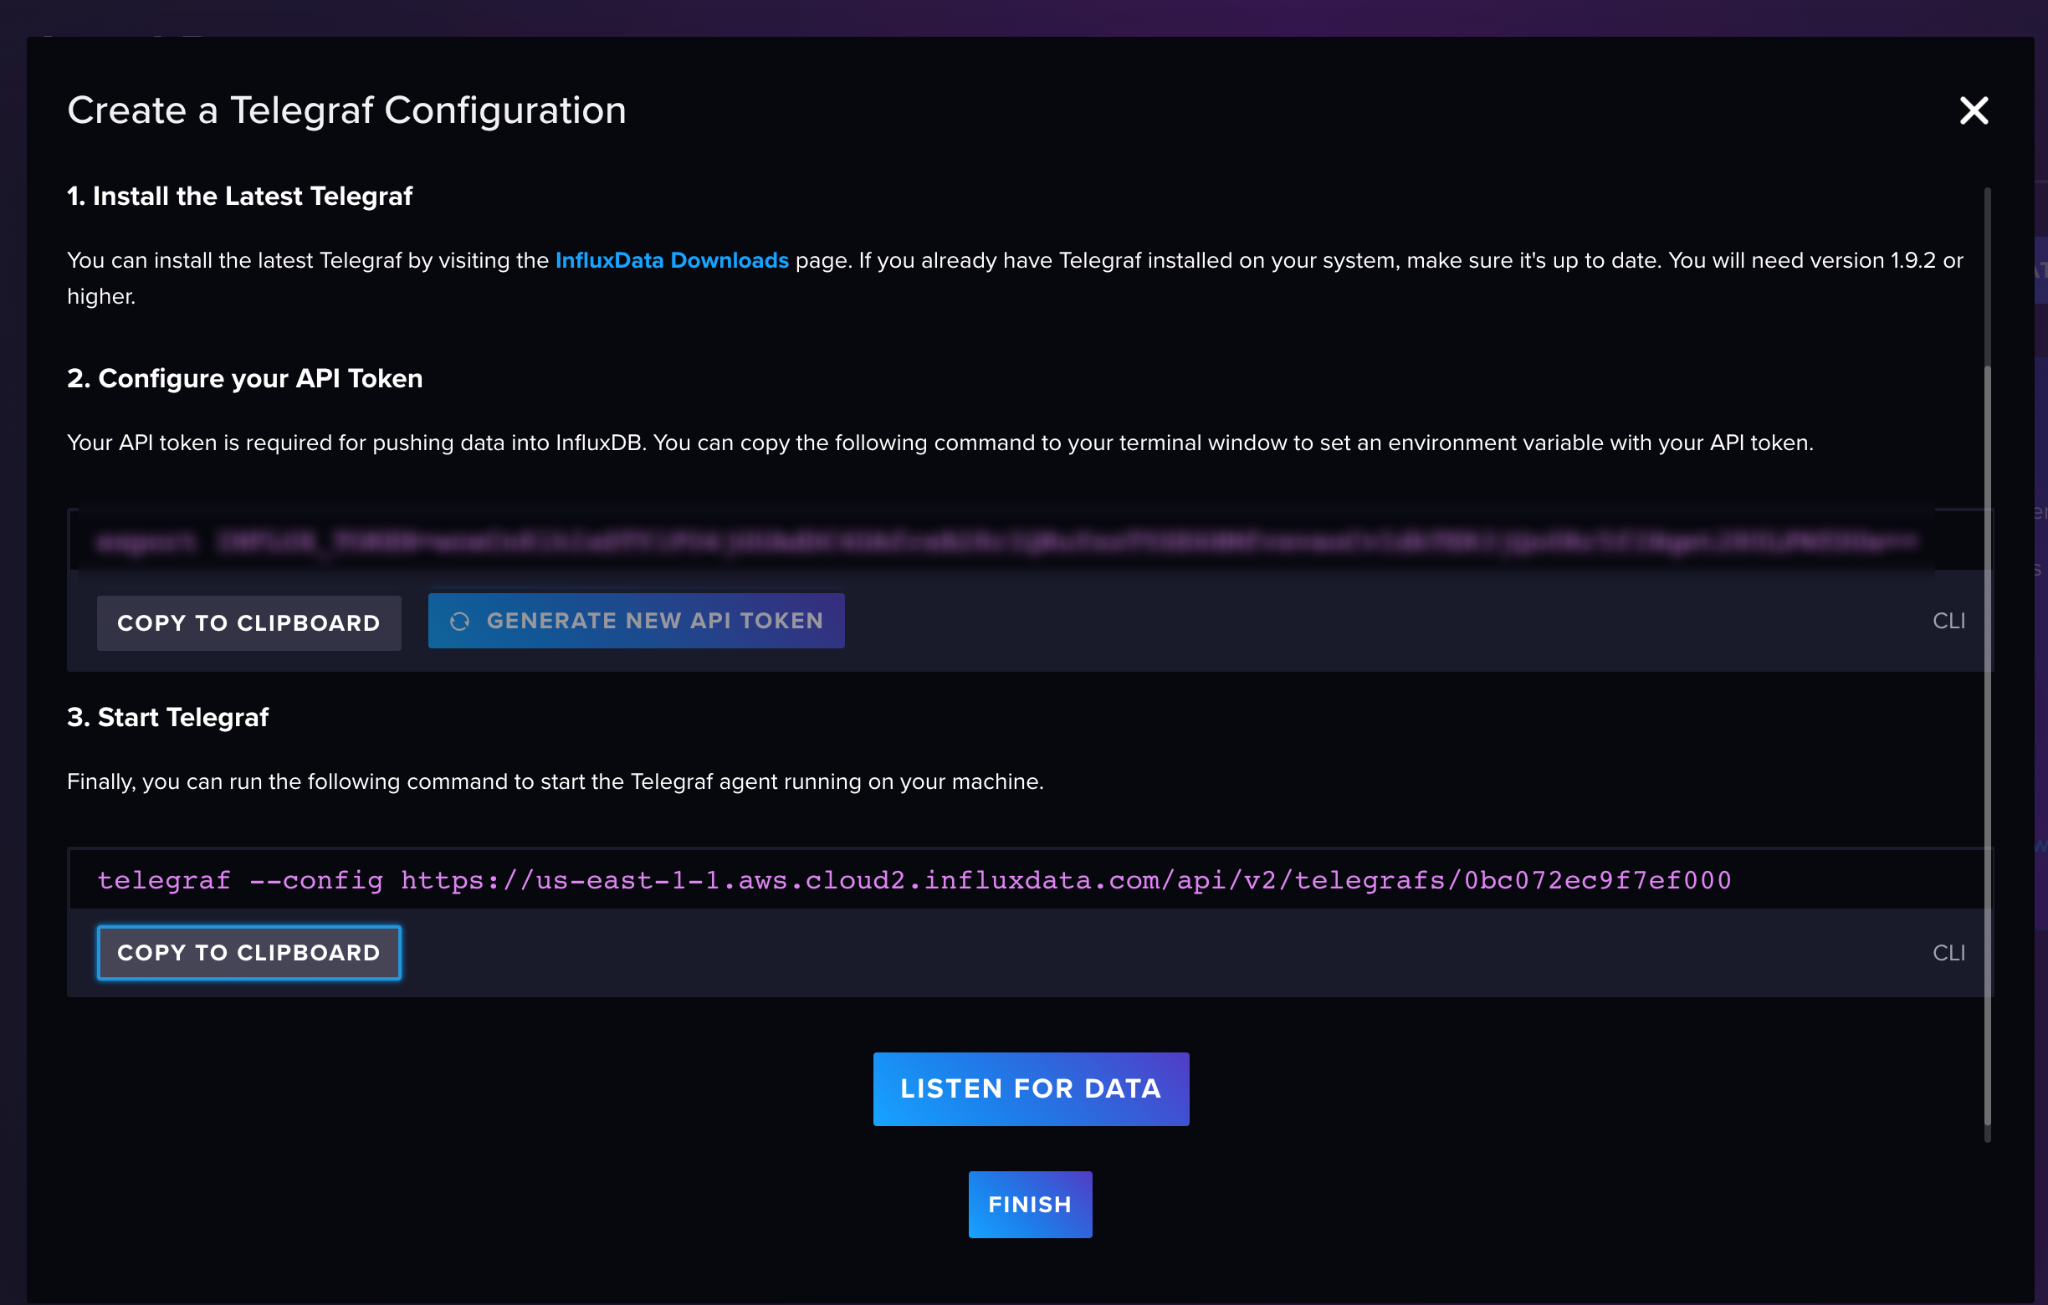 Create a Telegraf Configuration
1. Install the Latest Telegraf
You can install the latest Telegraf by visiting the InfluxData Downloads page. If you already have Telegraf installed on your system, make sure it's up to date. You will need version 1.9.2 or
higher.
2. Configure your API Token
Your API token is required for pushing data into InfluxDB. You can copy the following command to your terminal window to set an environment variable with your API token.
COPY TO CLIPBOARD GENERATE NEW API TOKEN CLI
3. Start Telegraf
Finally, you can run the following command to start the Telegraf agent running on your machine.
telegraf --config https://us-east-1-1.aws.cloud2.influxdata.com/api/v2/telegrafs/0bc072ec9f7ef000
COPY TO CLIPBOARD CLI
LISTEN FOR DATA
FINISH